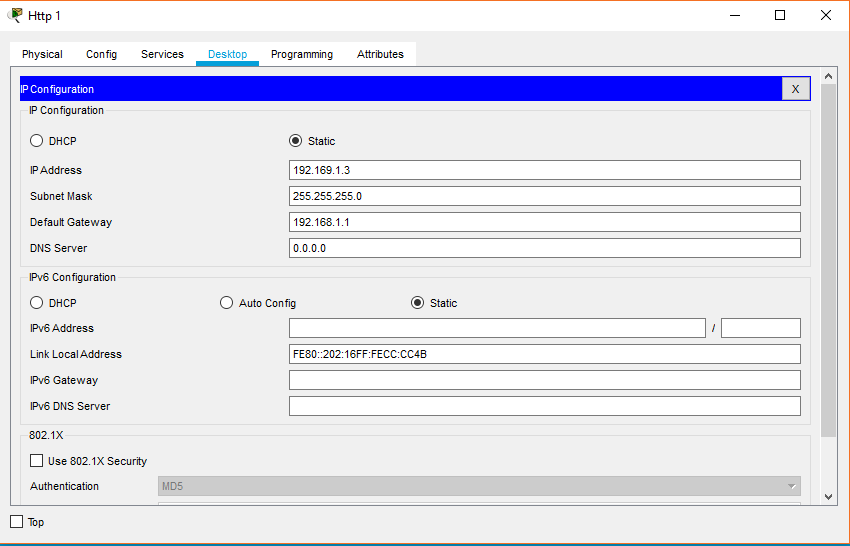 Http 1
Physical Config Services Desktop Programming Attributes
IP Configuration
X
IP Configuration
DHCP Static
IP Address 192.169.1.3
Subnet Mask 255.255.255.0
Default Gateway 192.168.1.1
DNS Server 0.0.0.0
IPv6 Configuration
DHCP Auto Config Static
IPv6 Address /
Link Local Address FE80::202:16FF:FECC:CC4B
IPv6 Gateway
IPv6 DNS Server
802.1X
Use 802.1X Security
Authentication MD5
Top